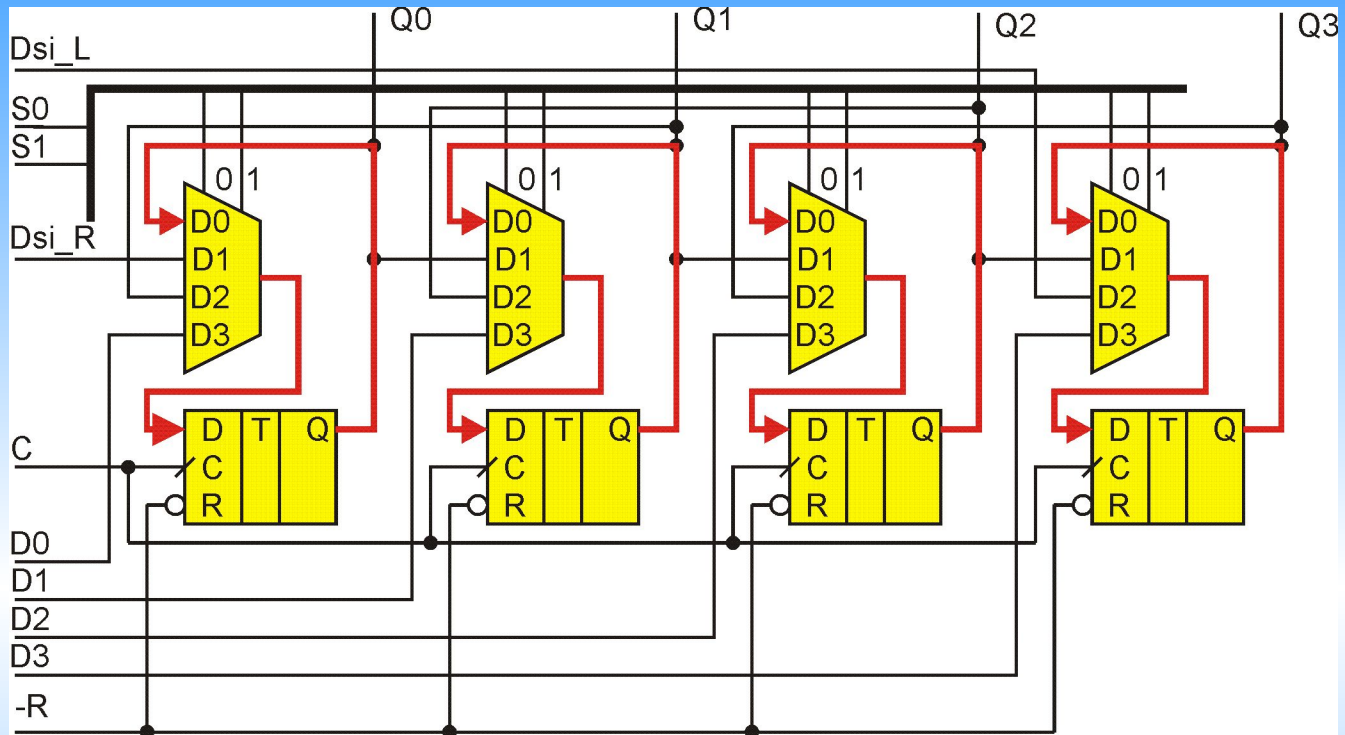 Q0 Q1 Q2 Q3
Dsi_L
S0
S1
0 1 0 1 0 1 0 1
D0 D0 D0 D0
Dsi_R
D1 D1 D1 D1
D2 D2 D2 D2
D3 D3 D3 D3
D T Q D T Q D T Q D T Q
C
C C C C
R R R R
D0
D1
D2
D3
-R